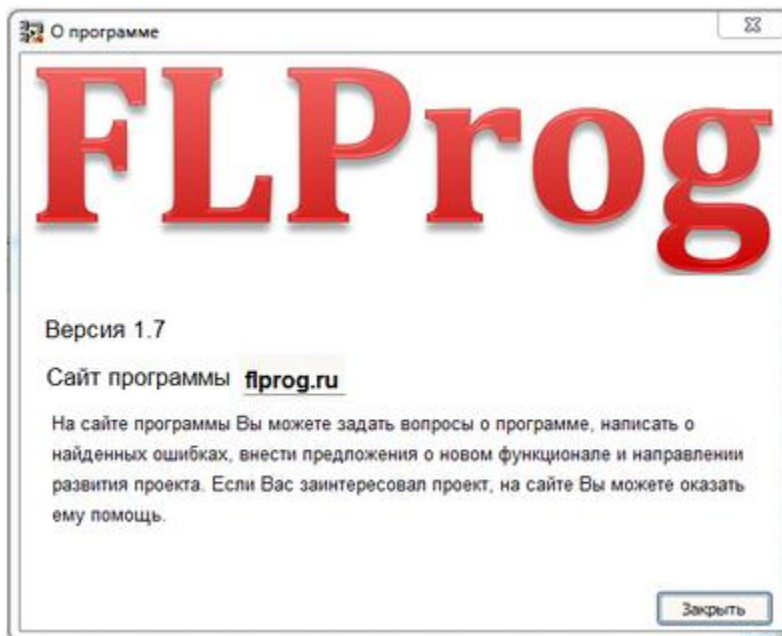 О программе
FLProg
Версия 1.7
Сайт программы flprog.ru
На сайте программы Вы можете задать вопросы о программе, написать о
найденных ошибках, внести предложения о новом функционале и направлении
развития проекта. Если Вас заинтересовал проект, на сайте Вы можете оказать
ему помощь.
Закрыть